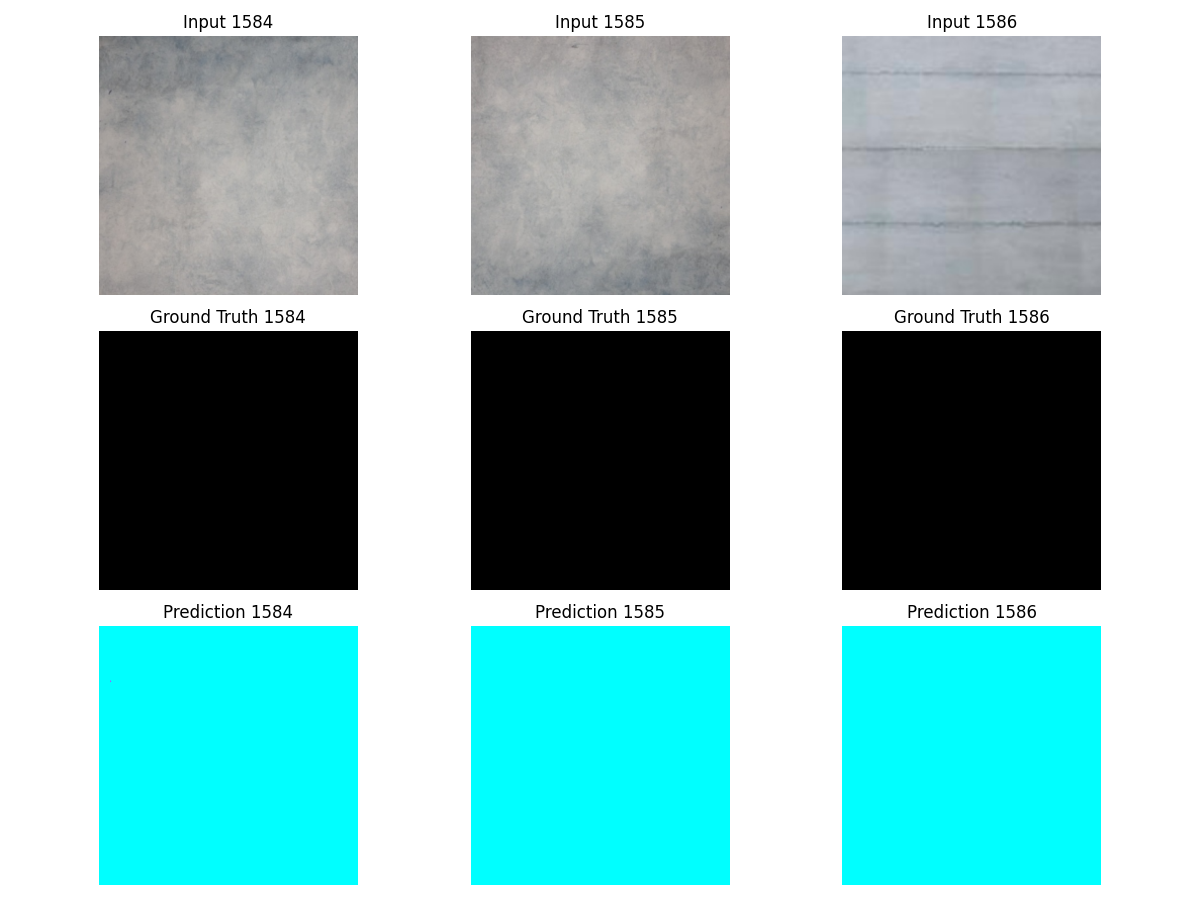 Input 1584
Input 1585
Input 1586
Ground Truth 1584
Ground Truth 1585
Ground Truth 1586
Prediction 1584
Prediction 1585
Prediction 1586